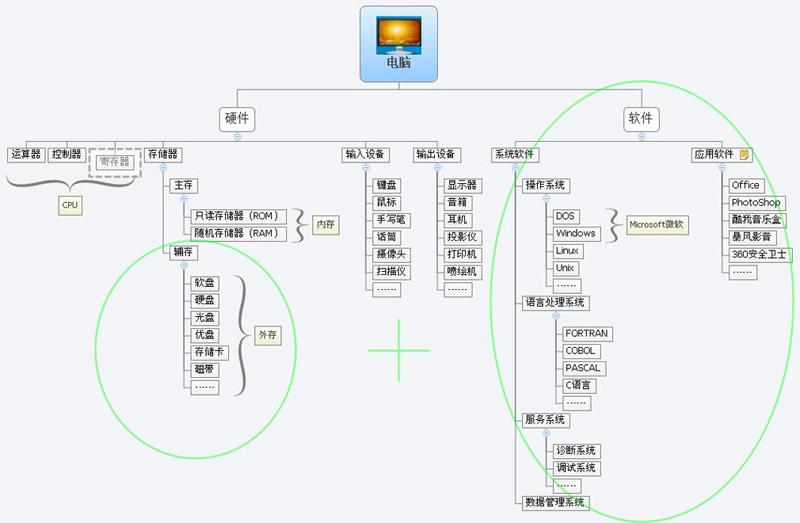 电脑
硬件
软件
运算器
控制器
寄存器
存储器
输入设备
输出设备
系统软件
应用软件
CPU
主存
只读存储器（ROM）
随机存储器（RAM）
内存
辅存
软盘
硬盘
光盘
优盘
存储卡
磁带
……
外存
键盘
鼠标
手写笔
话筒
摄像头
扫描仪
……
显示器
音箱
耳机
投影仪
打印机
喷绘机
……
操作系统
DOS
Windows
Linux
Unix
……
Microsoft微软
语言处理系统
FORTRAN
COBOL
PASCAL
C语言
……
服务系统
诊断系统
调试系统
……
数据管理系统
Office
PhotoShop
酷我音乐盒
暴风影音
360安全卫士
……